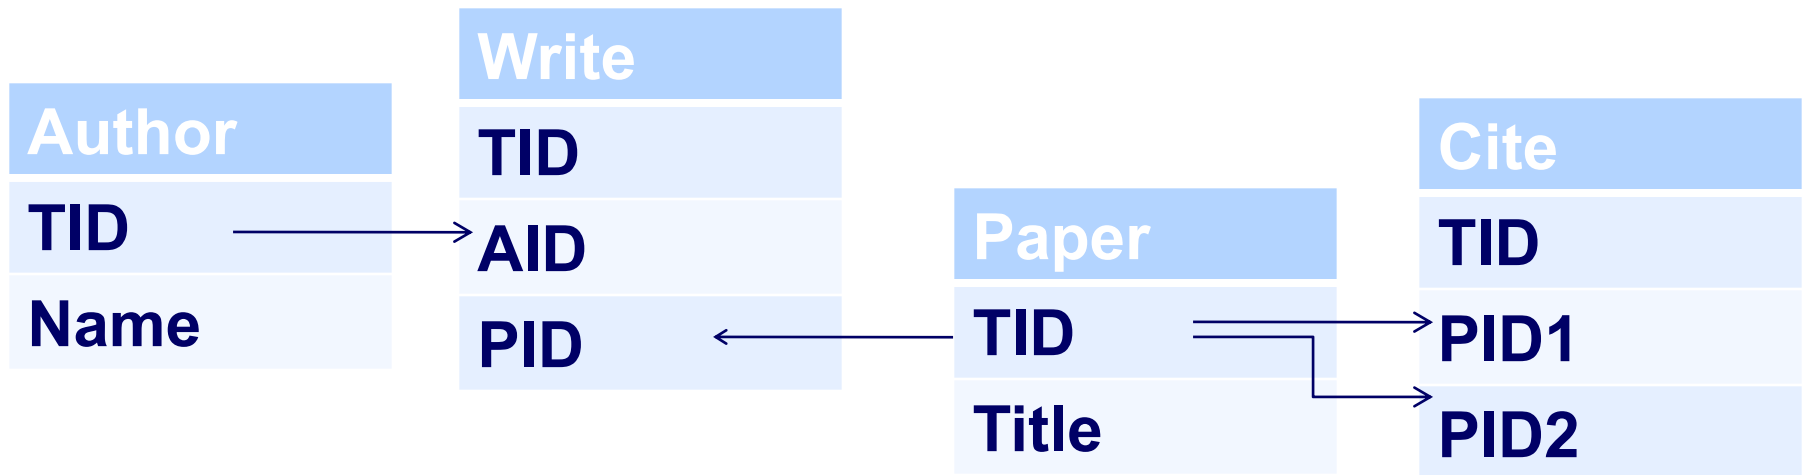 Author
TID
Name
Write
TID
AID
PID
Paper
TID
Title
Cite
TID
PID1
PID2